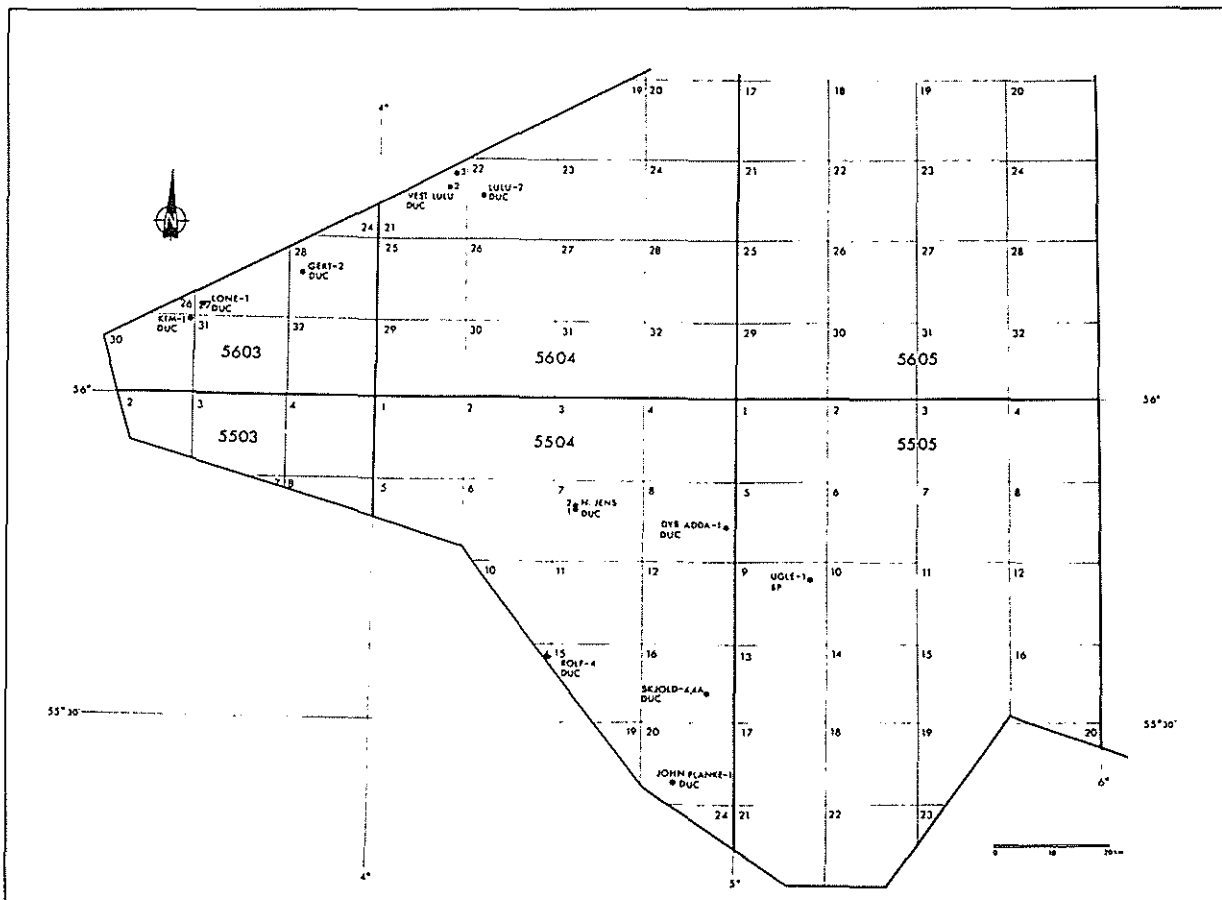 19 20 17 18 19 20
4°
22 23 24 21 22 23 24
3
2
VEST LULU
DUC
LULU-2
DUC
N
24 21
25 26 27 28 25 26 27 28
28
GERT-2
DUC
26 27
LONE-1
DUC
KIM-1
DUC
30 31 32 29 30 31 32 29 30 31 32
5603 5604 5605
56° 56°
2 3 4 1 2 3 4 1 2 3 4
5503 5504 5505
7 8 5 6 7 8 5 6 7 8
2
1
N. JENS
DUC
DYB ADDA-1
DUC
10 11 12 9 10 11 12
UGLE-1
BP
15 16 13 14 15 16
ROLF-4
DUC
SKJOLD-4,4A
DUC
55° 30' 55° 30'
19 20 17 18 19 20
JOHN FLANKE-1
DUC
6°
24 21 22 23
0
4° 5°